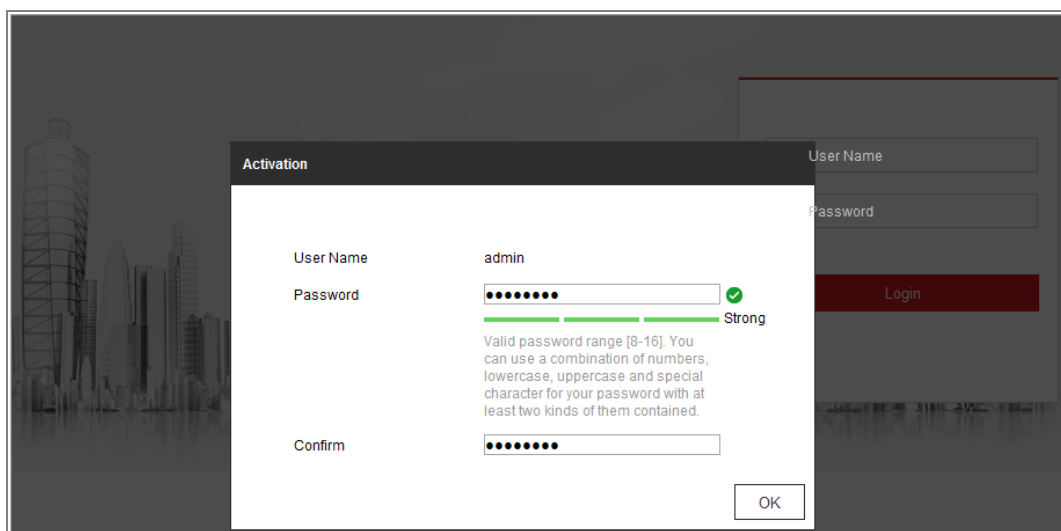 Activation
User Name
Password
Login
User Name admin
Password ••••••••
Strong
Valid password range [8-16]. You
can use a combination of numbers,
lowercase, uppercase and special
character for your password with at
least two kinds of them contained.
Confirm ••••••••
OK